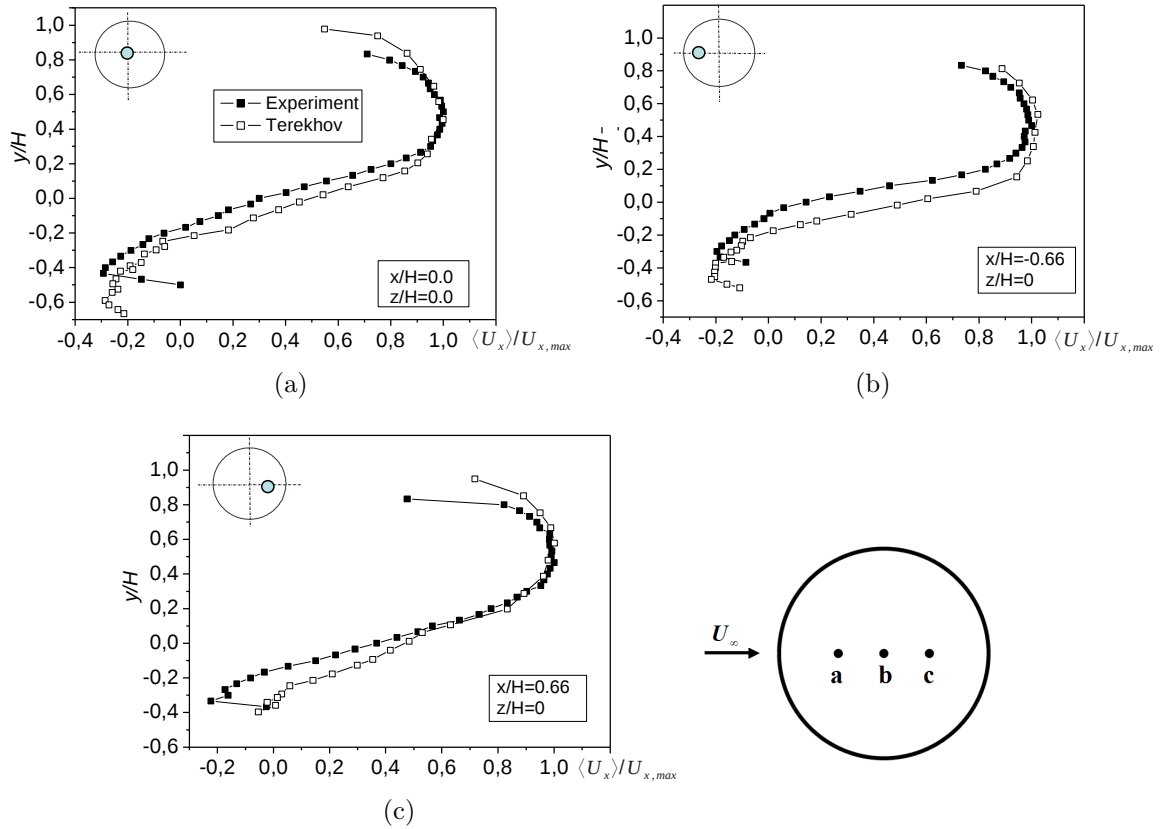 1,0
0,8
0,6
0,4
0,2
0,0
-0,2
-0,4
-0,6
y/H
Experiment
Terekhov
x/H=0.0
z/H=0.0
-0,4 -0,2 0,0 0,2 0,4 0,6 0,8 1,0 ⟨U_x⟩/U_{x,max}
(a)
1,0
0,8
0,6
0,4
0,2
0,0
-0,2
-0,4
-0,6
y/H
x/H=-0.66
z/H=0
-0,4 -0,2 0,0 0,2 0,4 0,6 0,8 1,0 ⟨U_x⟩/U_{x,max}
(b)
1,0
0,8
0,6
0,4
0,2
0,0
-0,2
-0,4
-0,6
y/H
x/H=0.66
z/H=0
-0,2 0,0 0,2 0,4 0,6 0,8 1,0 ⟨U_x⟩/U_{x,max}
(c)
U_∞
a b c